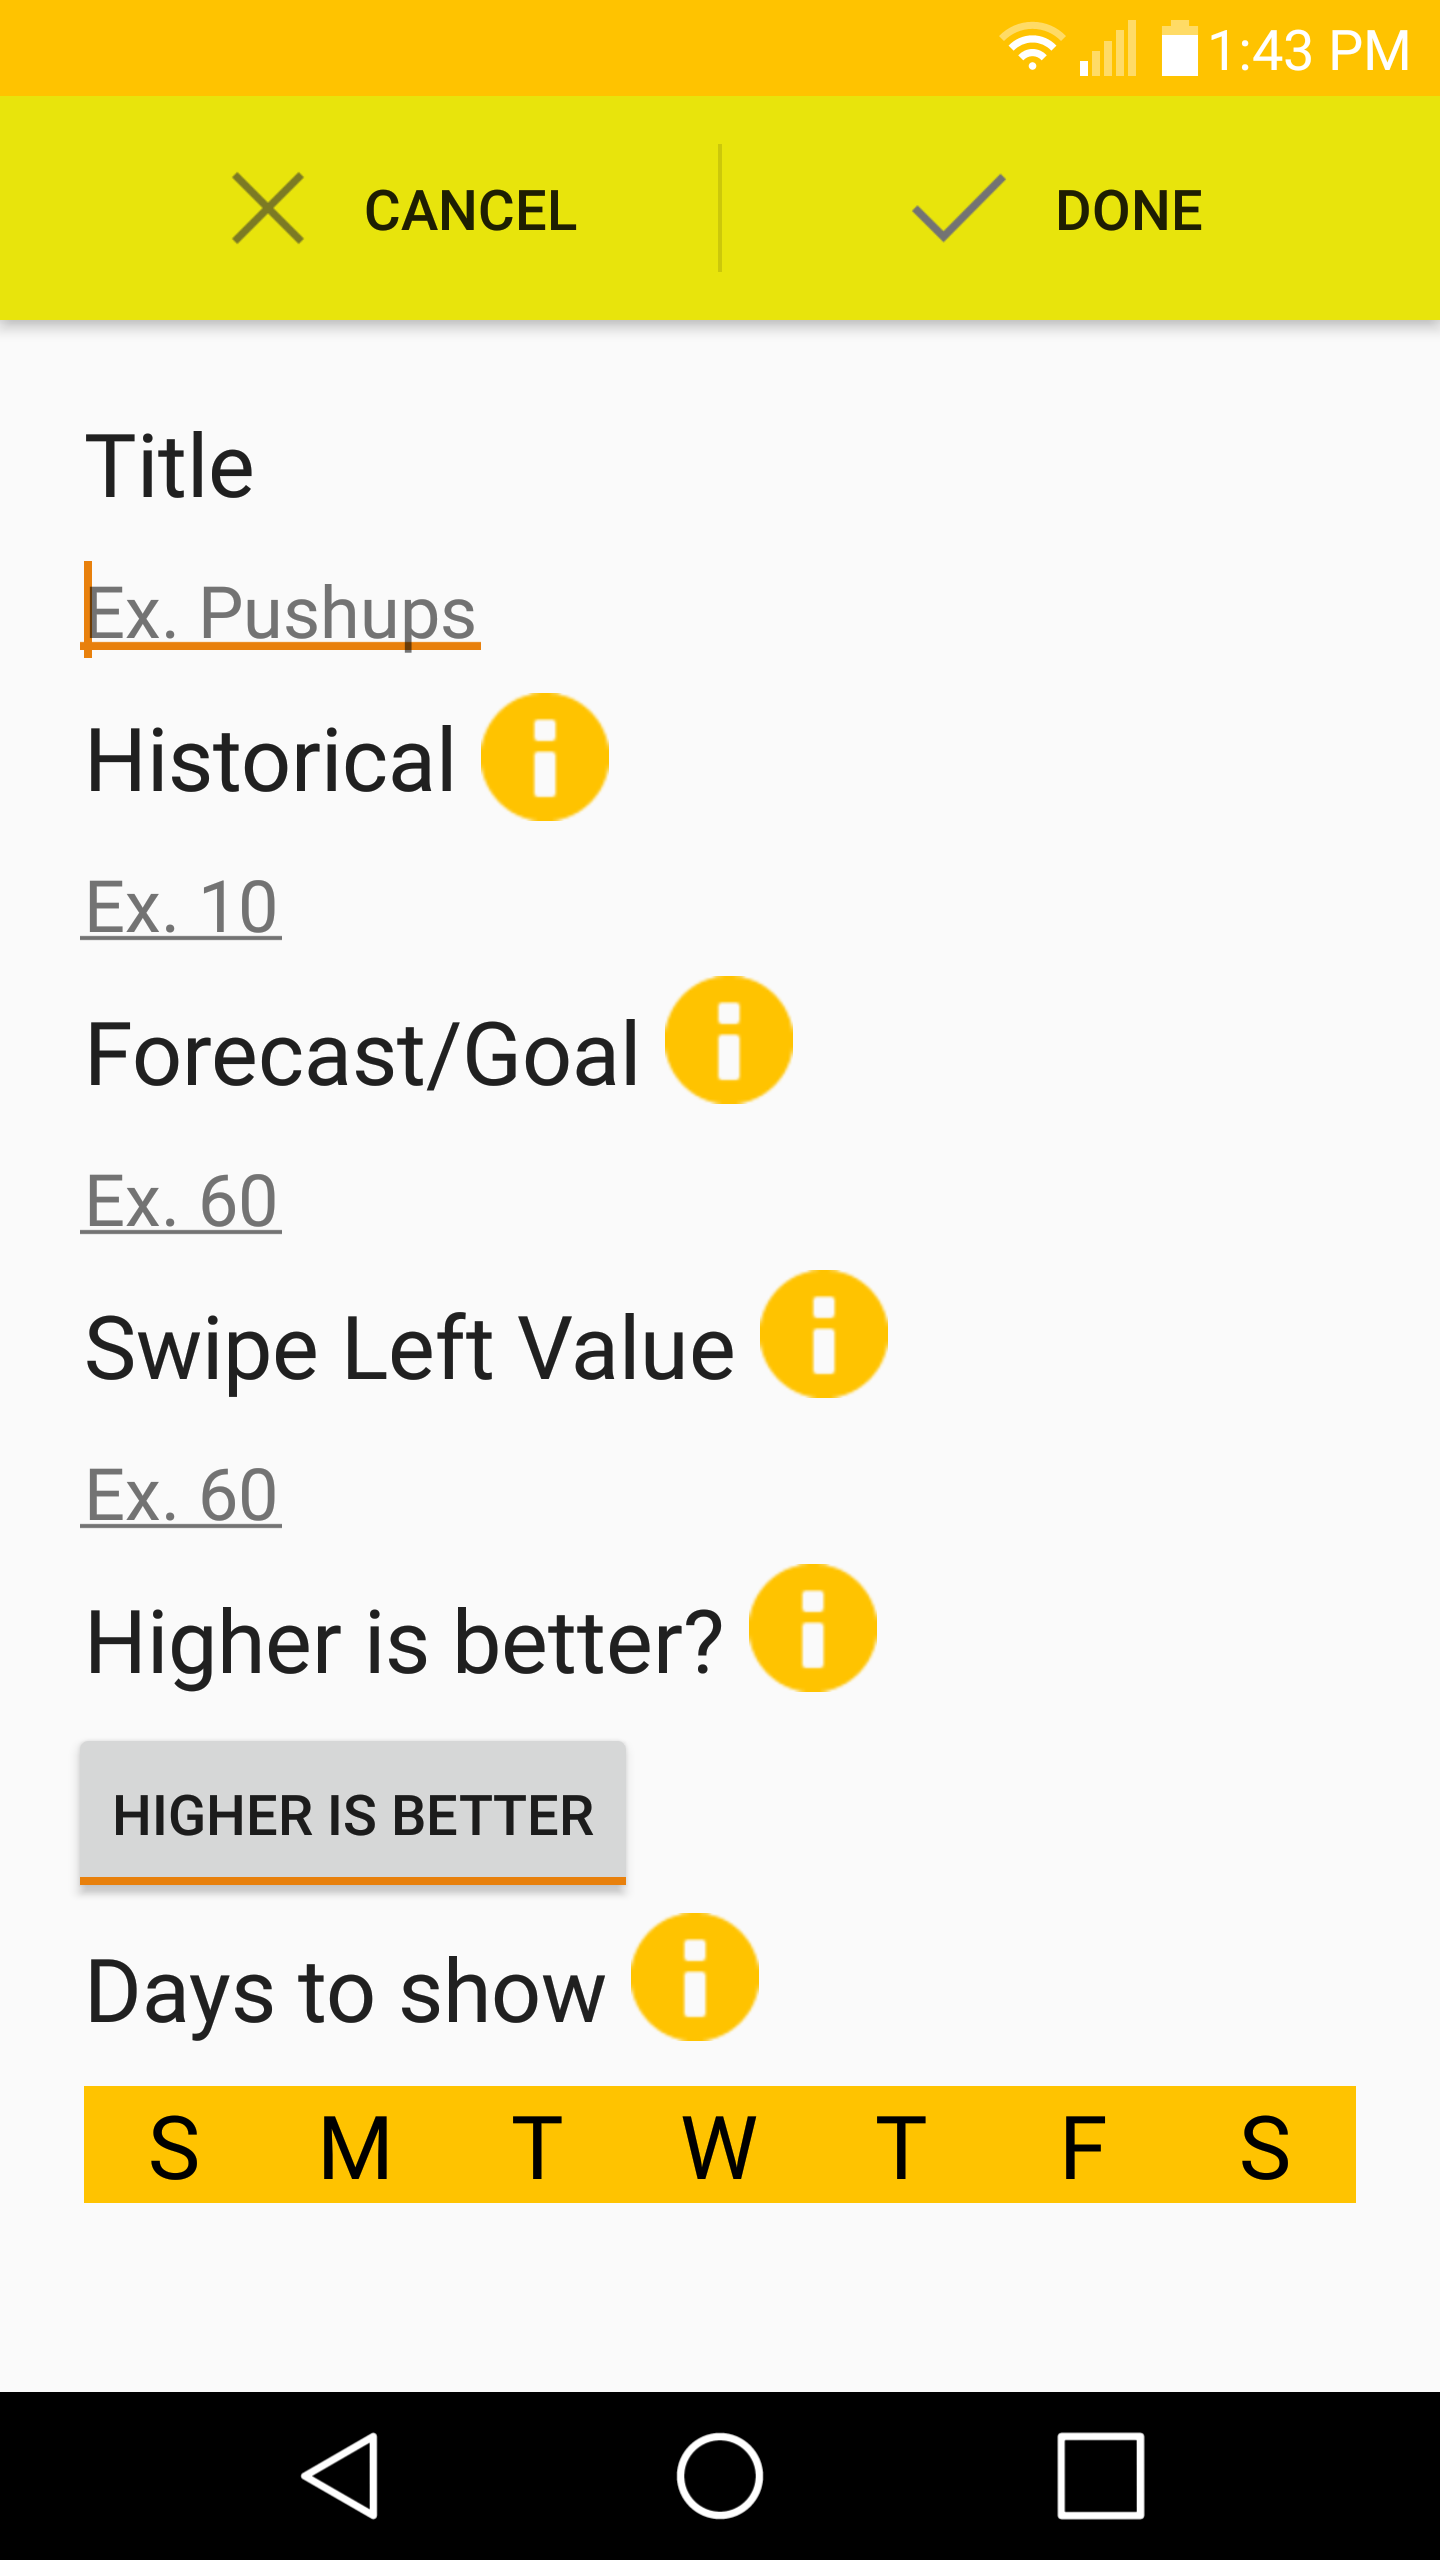 1:43 PM
CANCEL DONE
Title
Ex. Pushups
Historical
Ex. 10
Forecast/Goal
Ex. 60
Swipe Left Value
Ex. 60
Higher is better?
HIGHER IS BETTER
Days to show
S M T W T F S